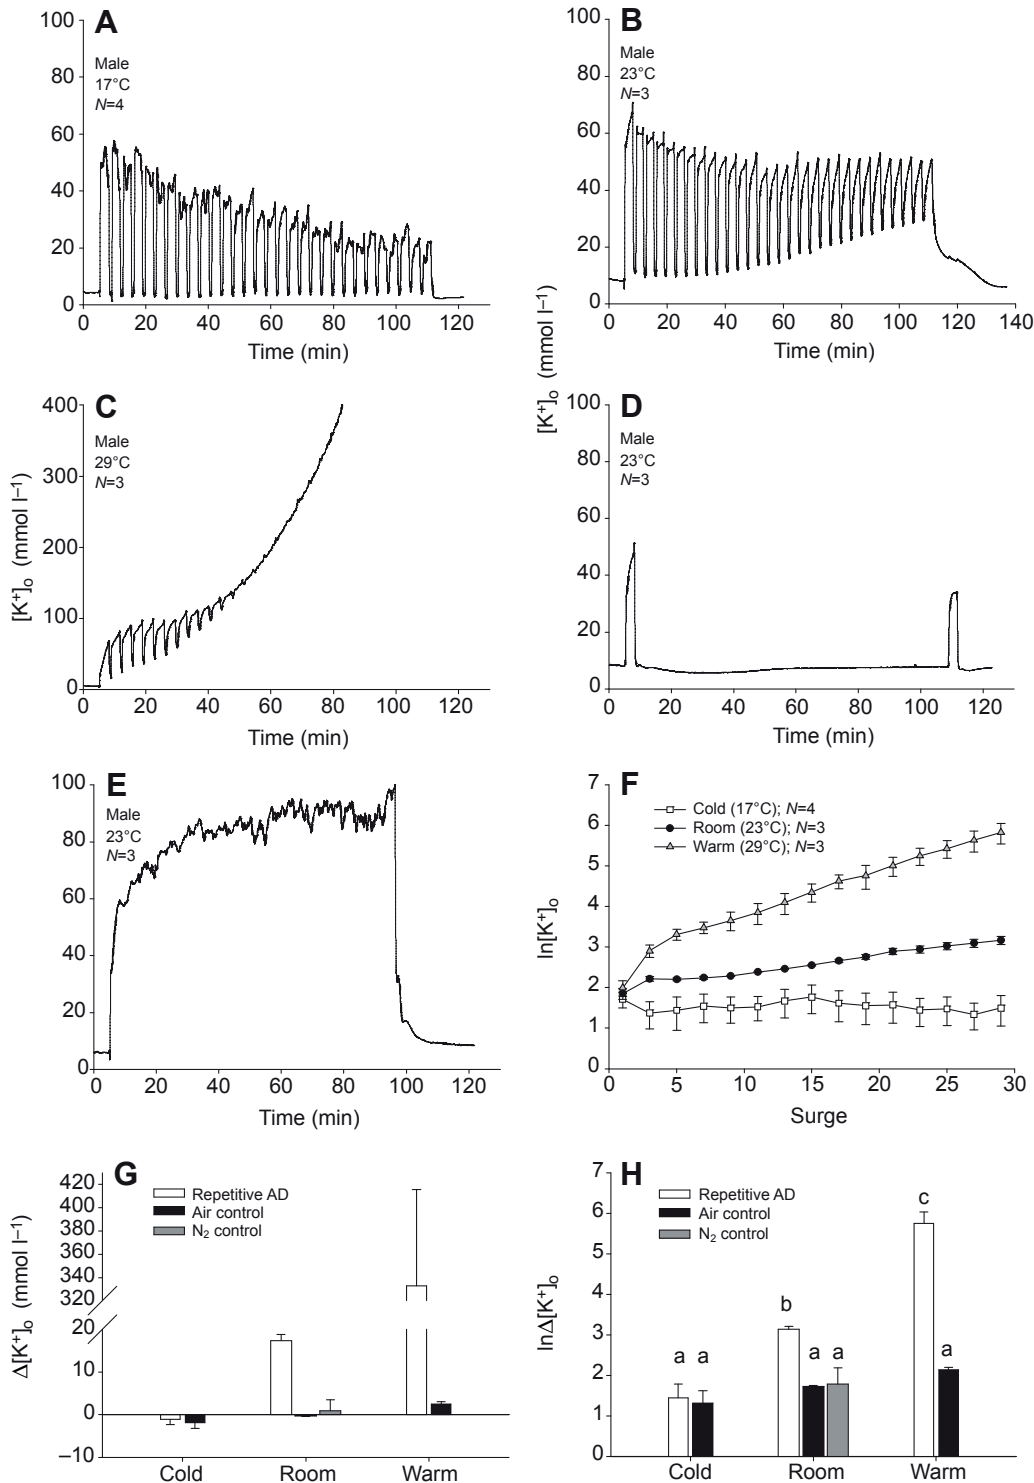 A
Male
17°C
N=4
100
80
60
40
20
0
0 20 40 60 80 100 120
Time (min)
B
Male
23°C
N=3
100
80
60
40
20
0
0 20 40 60 80 100 120 140
Time (min)
C
Male
29°C
N=3
400
300
200
100
0
0 20 40 60 80 100 120
Time (min)
[K+]o (mmol l–1)
D
Male
23°C
N=3
100
80
60
40
20
0
0 20 40 60 80 100 120
Time (min)
[K+]o (mmol l–1)
E
Male
23°C
N=3
100
80
60
40
20
0
0 20 40 60 80 100 120
Time (min)
F
Cold (17°C); N=4
Room (23°C); N=3
Warm (29°C); N=3
7
6
5
4
3
2
1
0
0 5 10 15 20 25 30
Surge
ln[K+]o
G
Repetitive AD
Air control
N2 control
420
400
380
360
340
320
20
10
0
–10
Cold Room Warm
Δ[K+]o (mmol l–1)
H
Repetitive AD
Air control
N2 control
7
6
5
4
3
2
1
0
a a b a a c a
Cold Room Warm
lnΔ[K+]o